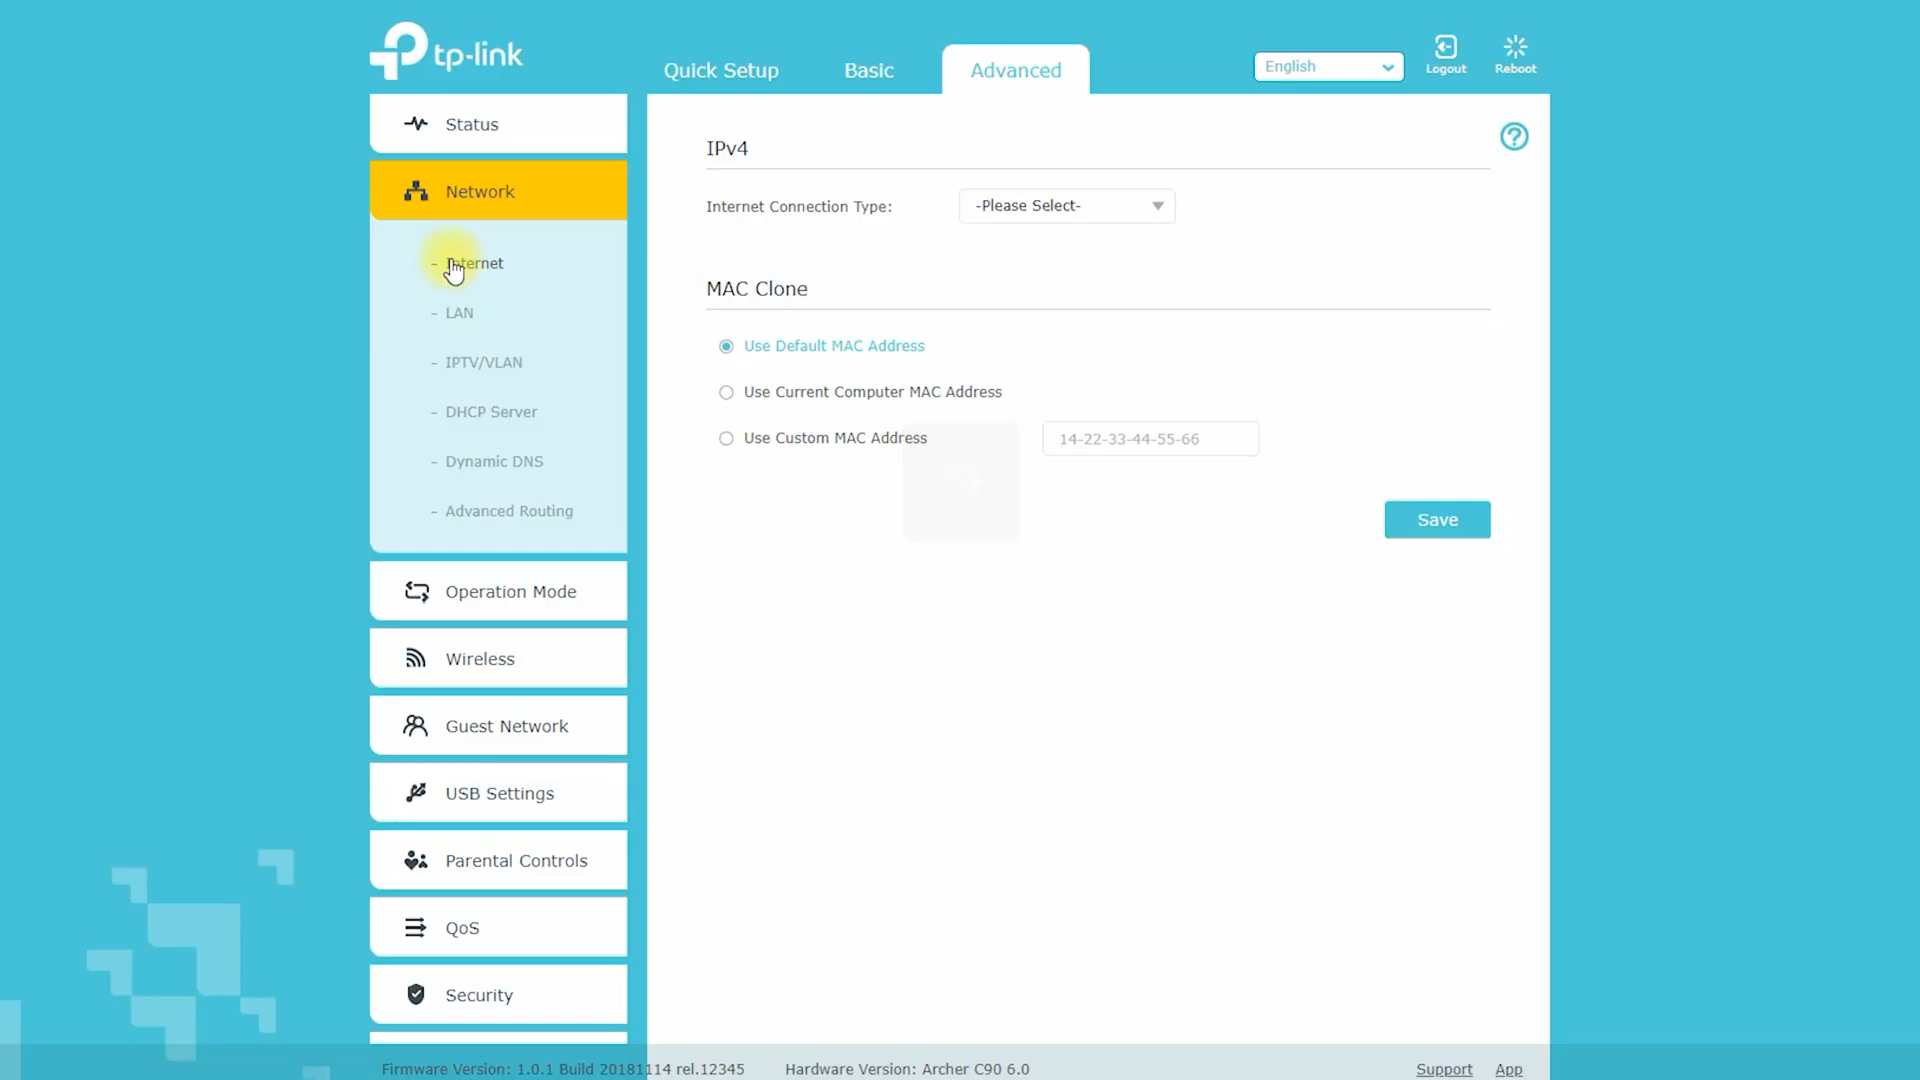 tp-link
Quick Setup
Basic
Advanced
English
Logout
Reboot
Status
Network
- Internet
- LAN
- IPTV/VLAN
- DHCP Server
- Dynamic DNS
- Advanced Routing
Operation Mode
Wireless
Guest Network
USB Settings
Parental Controls
QoS
Security
IPv4
Internet Connection Type:
-Please Select-
MAC Clone
Use Default MAC Address
Use Current Computer MAC Address
Use Custom MAC Address
14-22-33-44-55-66
Save
Firmware Version: 1.0.1 Build 20181114 rel.12345
Hardware Version: Archer C90 6.0
Support
App